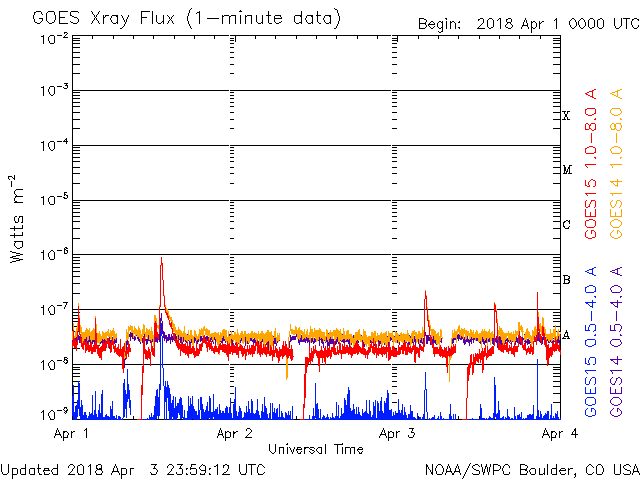 GOES Xray Flux (1-minute data)
Begin: 2018 Apr 1 0000 UTC
10⁻²
10⁻³
10⁻⁴
10⁻⁵
10⁻⁶
10⁻⁷
10⁻⁸
10⁻⁹
Watts m⁻²
X
M
C
B
A
GOES15 1.0-8.0 A
GOES14 1.0-8.0 A
GOES15 0.5-4.0 A
GOES14 0.5-4.0 A
Apr 1
Apr 2
Apr 3
Apr 4
Universal Time
Updated 2018 Apr 3 23:59:12 UTC
NOAA/SWPC Boulder, CO USA